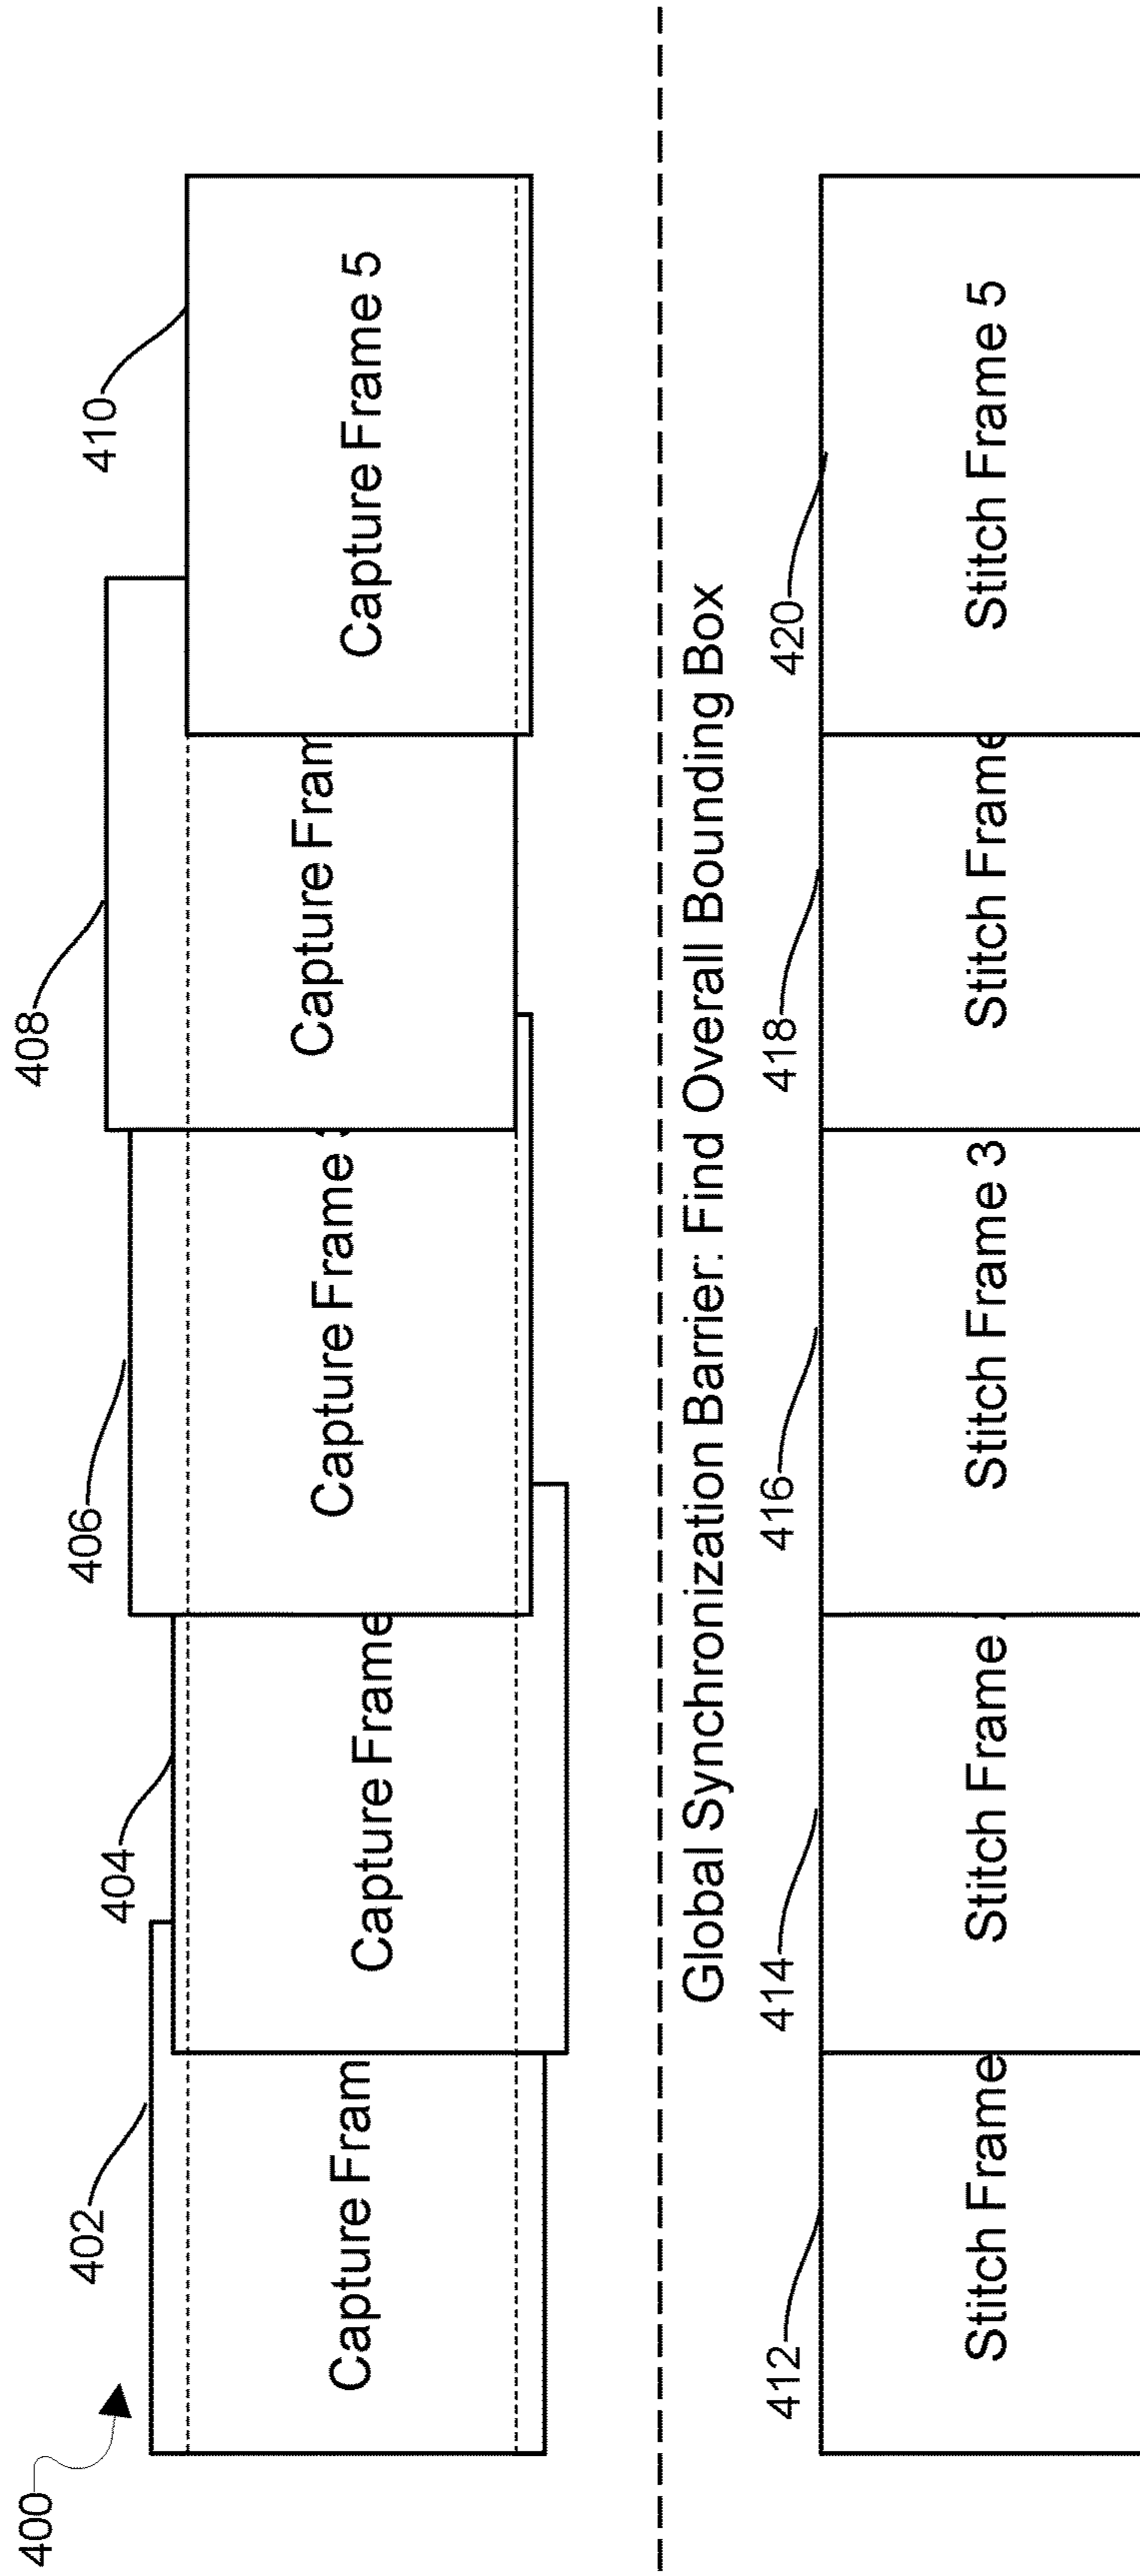 400
402
404
406
408
410
Capture Fram
Capture Frame
Capture Frame
Capture Fram
Capture Frame 5
Global Synchronization Barrier: Find Overall Bounding Box
412
414
416
418
420
Stitch Frame
Stitch Frame
Stitch Frame 3
Stitch Frame
Stitch Frame 5